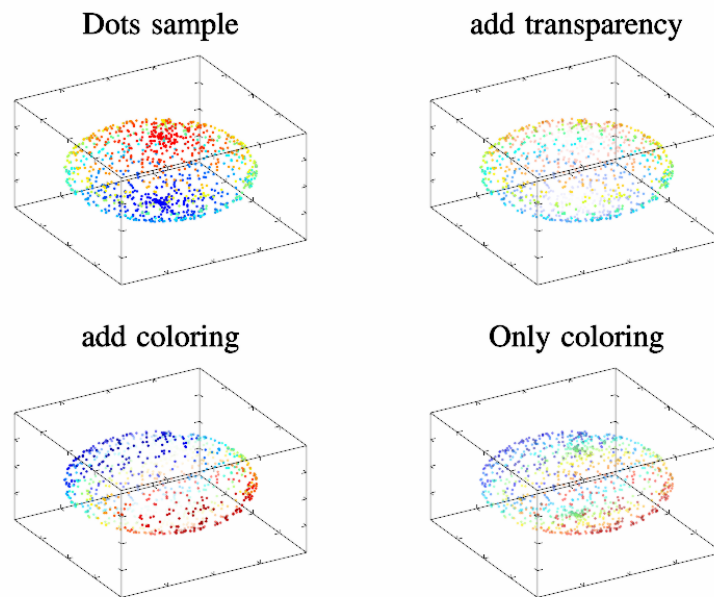 Dots sample
add transparency
add coloring
Only coloring